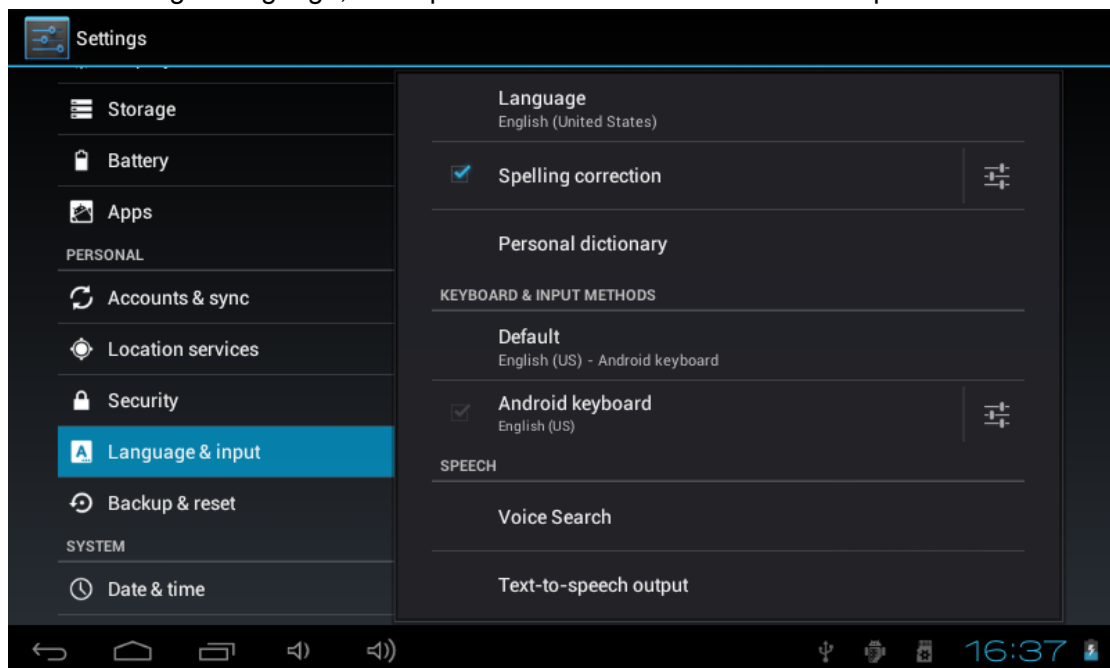 Settings
Storage
Battery
Apps
PERSONAL
Accounts & sync
Location services
Security
Language & input
Backup & reset
SYSTEM
Date & time
Language
English (United States)
Spelling correction
Personal dictionary
KEYBOARD & INPUT METHODS
Default
English (US) - Android keyboard
Android keyboard
English (US)
SPEECH
Voice Search
Text-to-speech output
16:37